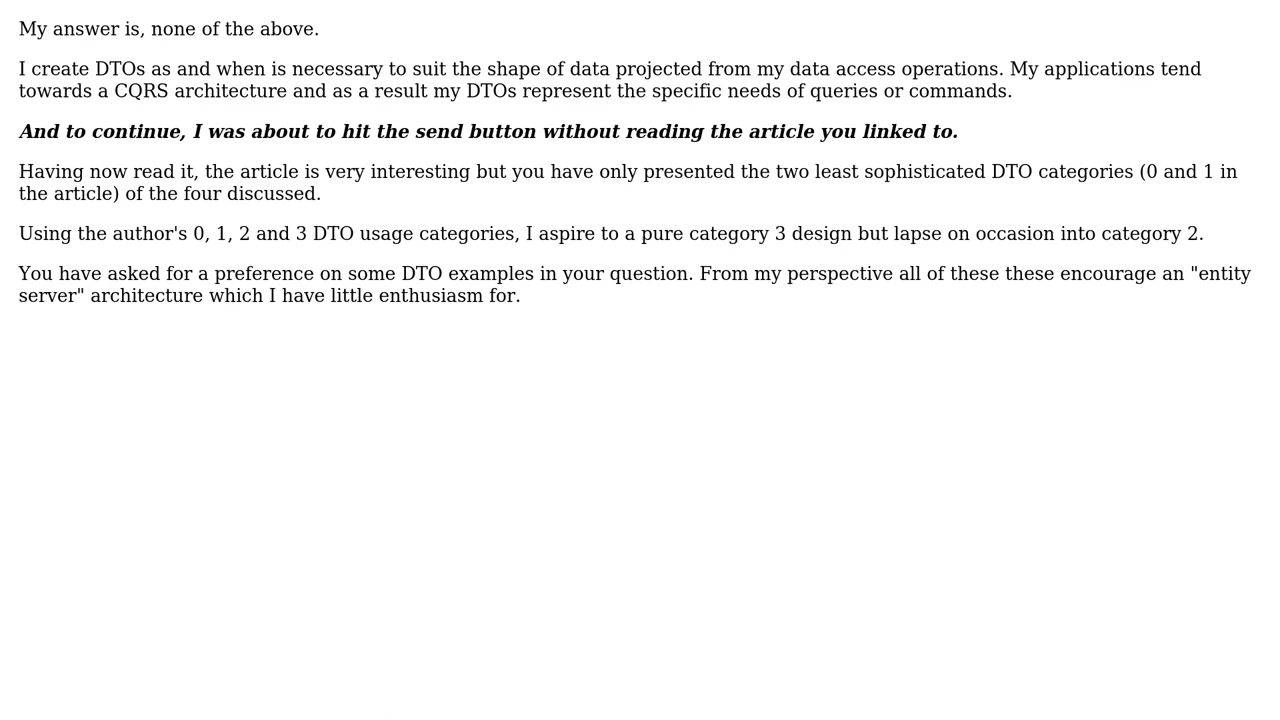 My answer is, none of the above.
I create DTOs as and when is necessary to suit the shape of data projected from my data access operations. My applications tend
towards a CQRS architecture and as a result my DTOs represent the specific needs of queries or commands.
And to continue, I was about to hit the send button without reading the article you linked to.
Having now read it, the article is very interesting but you have only presented the two least sophisticated DTO categories (0 and 1 in
the article) of the four discussed.
Using the author's 0, 1, 2 and 3 DTO usage categories, I aspire to a pure category 3 design but lapse on occasion into category 2.
You have asked for a preference on some DTO examples in your question. From my perspective all of these these encourage an "entity
server" architecture which I have little enthusiasm for.